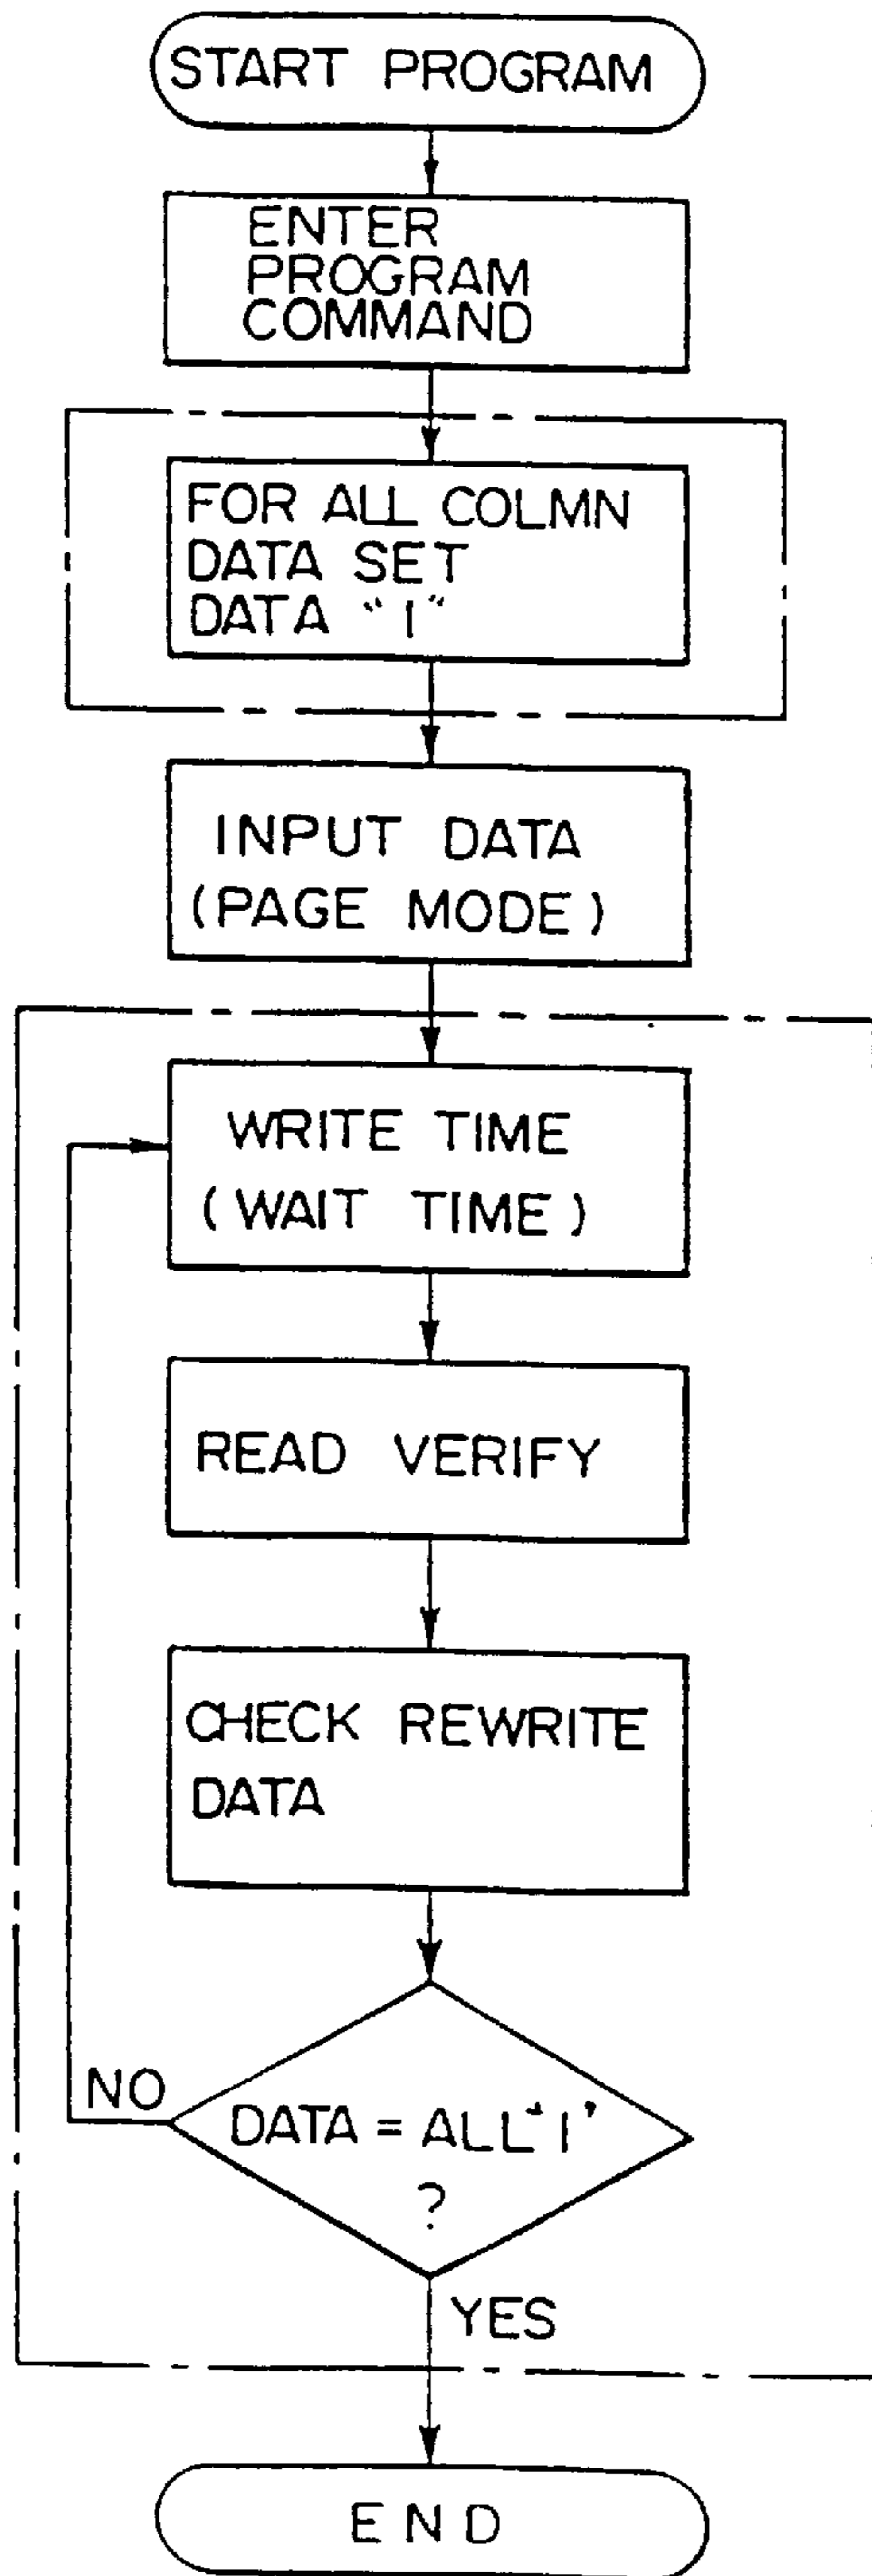 START PROGRAM
ENTER
PROGRAM
COMMAND
FOR ALL COLMN
DATA SET
DATA "1"
INPUT DATA
(PAGE MODE)
WRITE TIME
(WAIT TIME)
READ VERIFY
CHECK REWRITE
DATA
NO
DATA = ALL "1"
?
YES
END